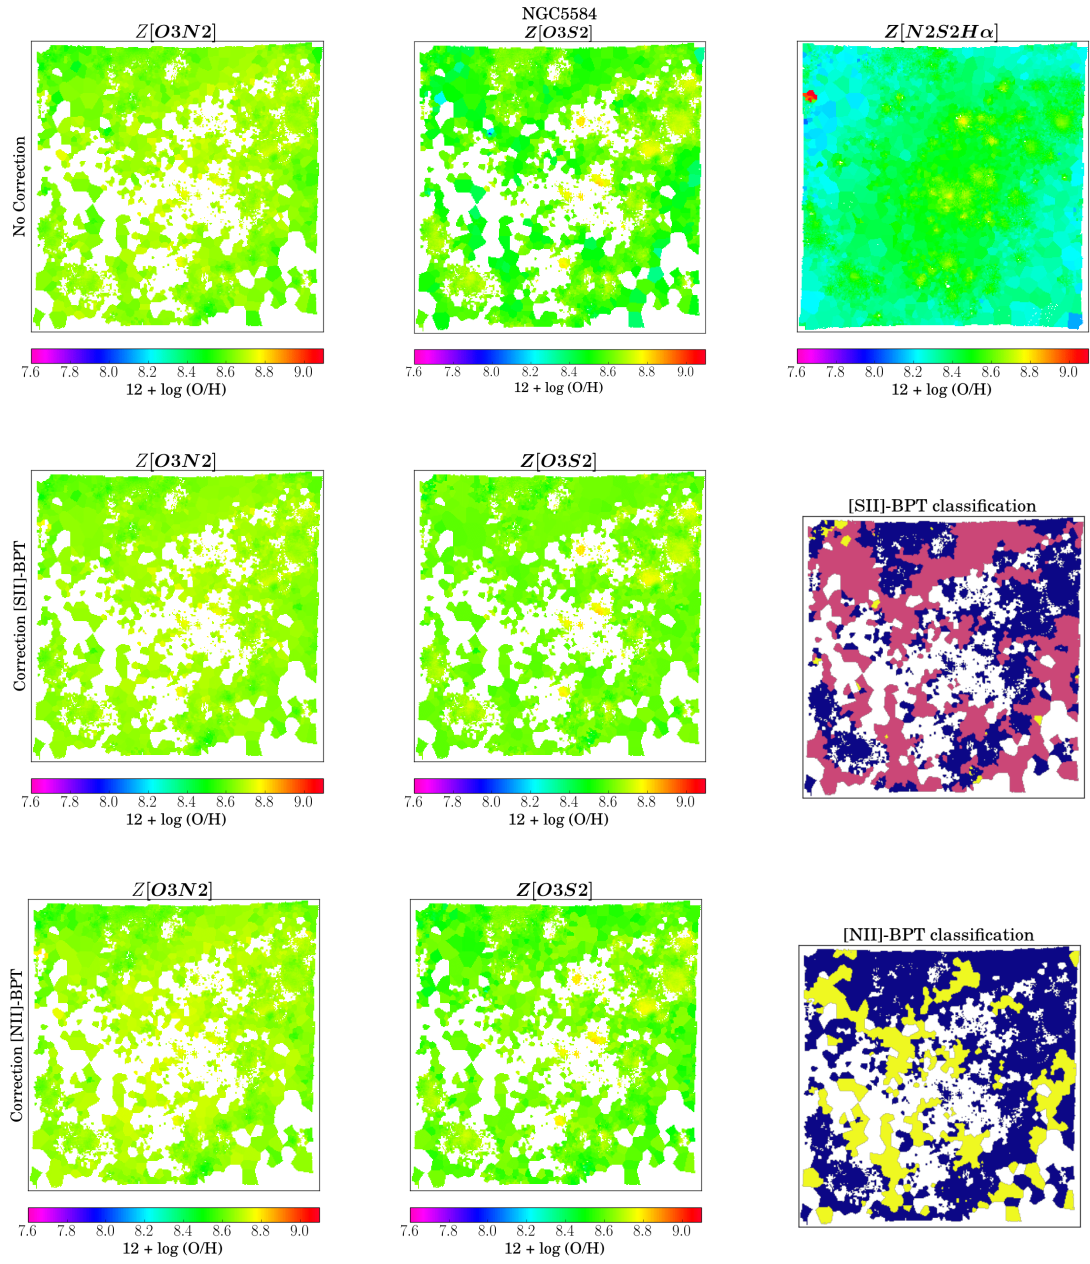 NGC5584
Z[O3N2]
Z[O3S2]
Z[N2S2Hα]
No Correction
7.6 7.8 8.0 8.2 8.4 8.6 8.8 9.0
12 + log (O/H)
7.6 7.8 8.0 8.2 8.4 8.6 8.8 9.0
12 + log (O/H)
7.6 7.8 8.0 8.2 8.4 8.6 8.8 9.0
12 + log (O/H)
Z[O3N2]
Z[O3S2]
[SII]-BPT classification
Correction [SII]-BPT
7.6 7.8 8.0 8.2 8.4 8.6 8.8 9.0
12 + log (O/H)
7.6 7.8 8.0 8.2 8.4 8.6 8.8 9.0
12 + log (O/H)
Z[O3N2]
Z[O3S2]
[NII]-BPT classification
Correction [NII]-BPT
7.6 7.8 8.0 8.2 8.4 8.6 8.8 9.0
12 + log (O/H)
7.6 7.8 8.0 8.2 8.4 8.6 8.8 9.0
12 + log (O/H)